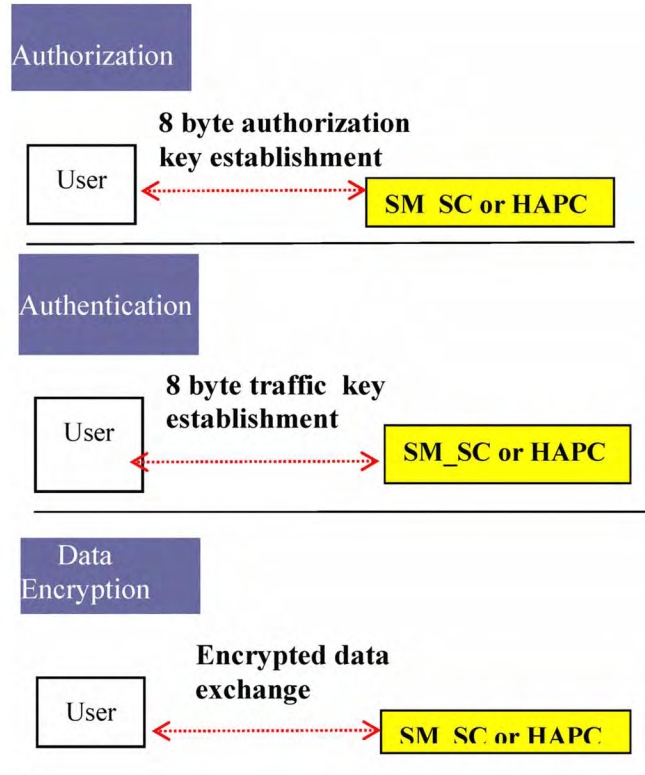 Authorization
8 byte authorization
key establishment
User
SM SC or HAPC
Authentication
8 byte traffic key
establishment
User
SM_SC or HAPC
Data
Encryption
Encrypted data
exchange
User
SM SC or HAPC